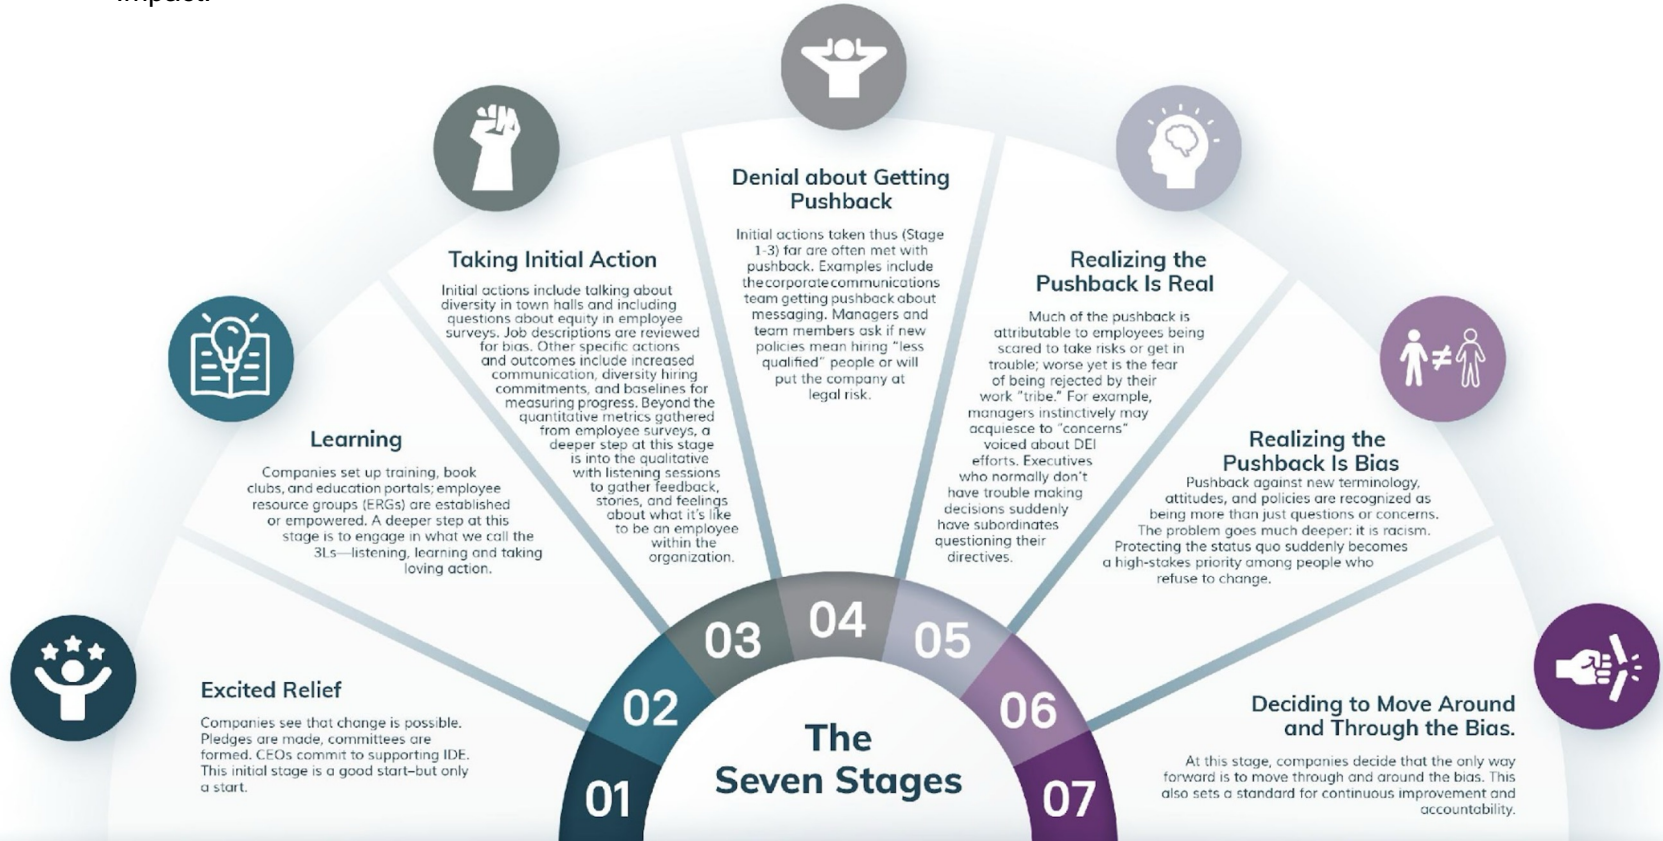 impact.
Excited Relief
Companies see that change is possible.
Pledges are made, committees are
formed. CEOs commit to supporting IDE.
This initial stage is a good start–but only
a start.
Learning
Companies set up training, book
clubs, and education portals; employee
resource groups (ERGs) are established
or empowered. A deeper step at this
stage is to engage in what we call the
3Ls—listening, learning and taking
loving action.
Taking Initial Action
Initial actions include talking about
diversity in town halls and including
questions about equity in employee
surveys. Job descriptions are reviewed
for bias. Other specific actions
and outcomes include increased
communication, diversity hiring
commitments, and baselines for
measuring progress. Beyond the
quantitative metrics gathered
from employee surveys, a
deeper step at this stage
is into the qualitative
with listening sessions
to gather feedback,
stories, and feelings
about what it's like
to be an employee
within the
organization.
Denial about Getting
Pushback
Initial actions taken thus (Stage
1-3) far are often met with
pushback. Examples include
the corporate communications
team getting pushback about
messaging. Managers and
team members ask if new
policies mean hiring "less
qualified" people or will
put the company at
legal risk.
Realizing the
Pushback Is Real
Much of the pushback is
attributable to employees being
scared to take risks or get in
trouble; worse yet is the fear
of being rejected by their
work "tribe." For example,
managers instinctively may
acquiesce to "concerns"
voiced about DEI
efforts. Executives
who normally don't
have trouble making
decisions suddenly
have subordinates
questioning their
directives.
Realizing the
Pushback Is Bias
Pushback against new terminology,
attitudes, and policies are recognized as
being more than just questions or concerns.
The problem goes much deeper: it is racism.
Protecting the status quo suddenly becomes
a high-stakes priority among people who
refuse to change.
Deciding to Move Around
and Through the Bias.
At this stage, companies decide that the only way
forward is to move through and around the bias. This
also sets a standard for continuous improvement and
accountability.
01
02
03
04
05
06
07
The
Seven Stages